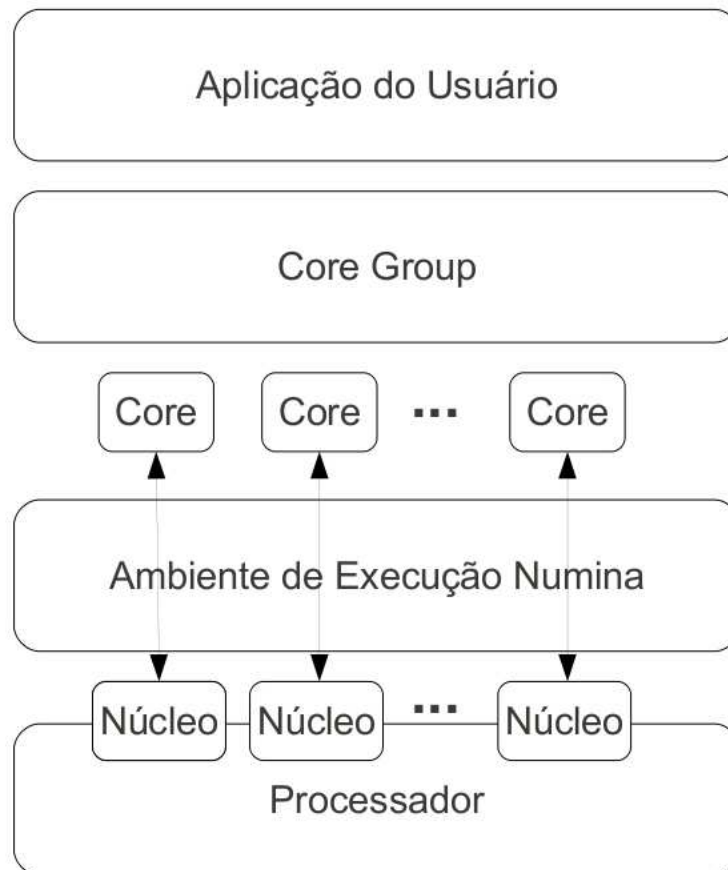 Aplicação do Usuário
Core Group
Core Core ... Core
Ambiente de Execução Numina
Núcleo Núcleo ... Núcleo
Processador